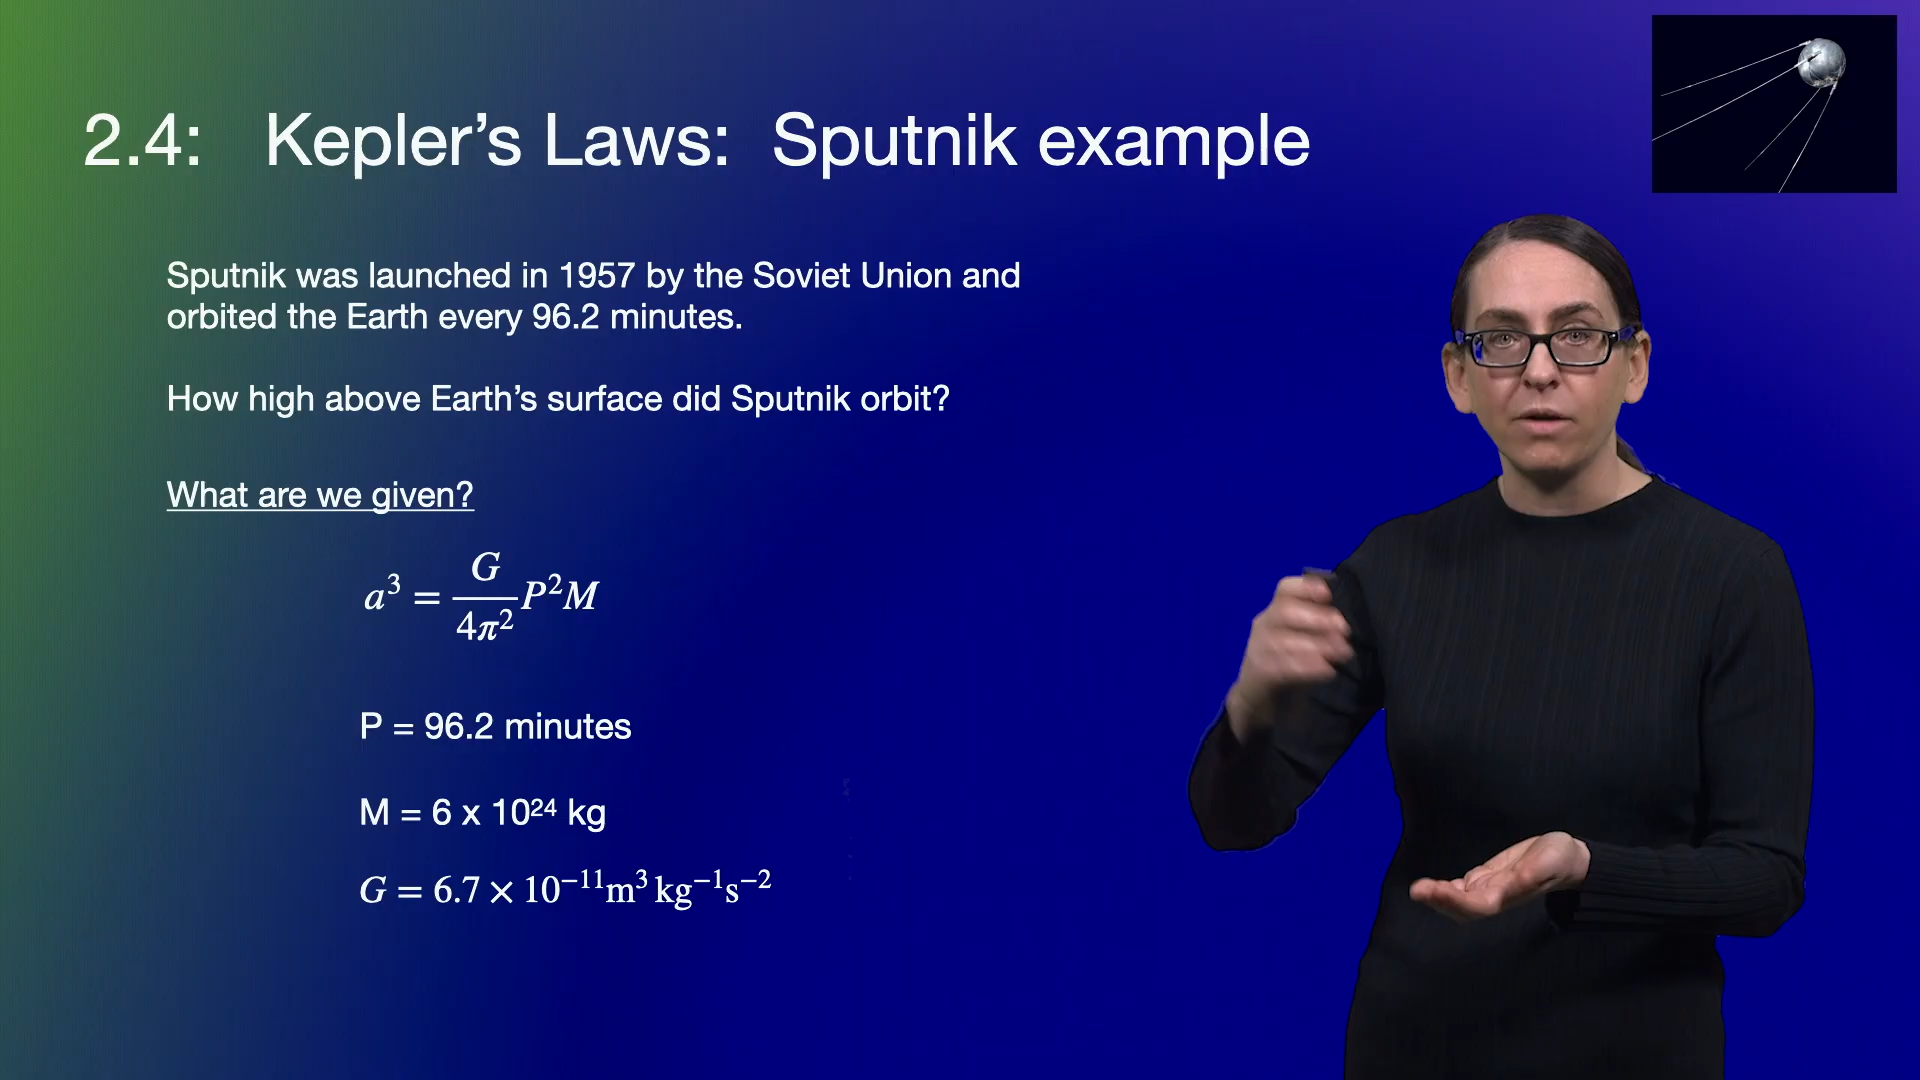 2.4: Kepler’s Laws: Sputnik example
Sputnik was launched in 1957 by the Soviet Union and
orbited the Earth every 96.2 minutes.
How high above Earth’s surface did Sputnik orbit?
What are we given?
a³ = G/4π² P²M
P = 96.2 minutes
M = 6 x 10²⁴ kg
G = 6.7 × 10⁻¹¹m³ kg⁻¹s⁻²